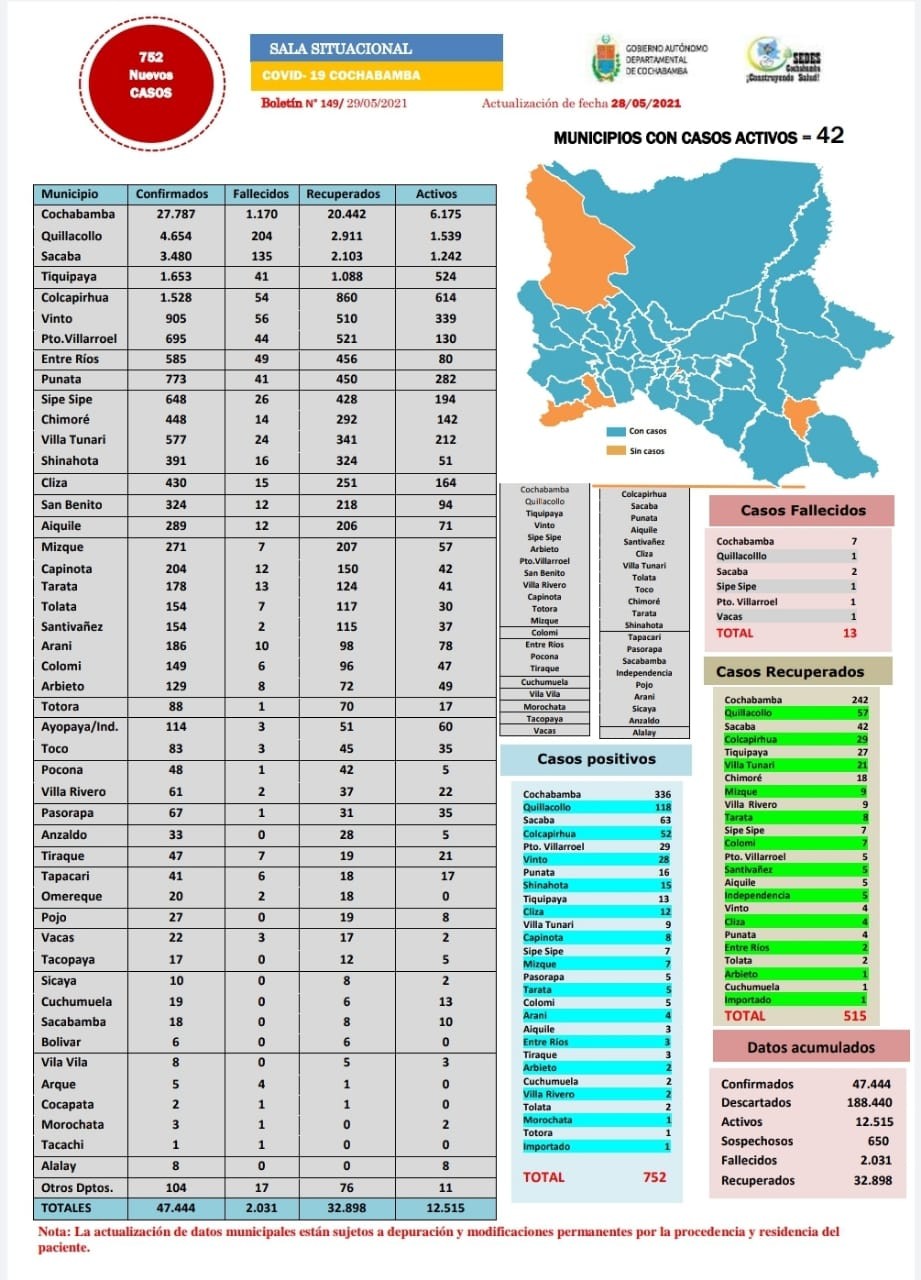 752
Nuevos
CASOS
SALA SITUACIONAL
COVID- 19 COCHABAMBA
Boletín N° 149/ 29/05/2021
Actualización de fecha 28/05/2021
GOBIERNO AUTÓNOMO
DEPARTAMENTAL
DE COCHABAMBA
SEDES
Cochabamba
¡Construyendo Salud!
MUNICIPIOS CON CASOS ACTIVOS = 42
Municipio Confirmados Fallecidos Recuperados Activos
Cochabamba 27.787 1.170 20.442 6.175
Quillacollo 4.654 204 2.911 1.539
Sacaba 3.480 135 2.103 1.242
Tiquipaya 1.653 41 1.088 524
Colcapirhua 1.528 54 860 614
Vinto 905 56 510 339
Pto.Villarroel 695 44 521 130
Entre Ríos 585 49 456 80
Punata 773 41 450 282
Sipe Sipe 648 26 428 194
Chimoré 448 14 292 142
Villa Tunari 577 24 341 212
Shinahota 391 16 324 51
Cliza 430 15 251 164
San Benito 324 12 218 94
Aiquile 289 12 206 71
Mizque 271 7 207 57
Capinota 204 12 150 42
Tarata 178 13 124 41
Tolata 154 7 117 30
Santivañez 154 2 115 37
Arani 186 10 98 78
Colomi 149 6 96 47
Arbieto 129 8 72 49
Totora 88 1 70 17
Ayopaya/Ind. 114 3 51 60
Toco 83 3 45 35
Pocona 48 1 42 5
Villa Rivero 61 2 37 22
Pasorapa 67 1 31 35
Anzaldo 33 0 28 5
Tiraque 47 7 19 21
Tapacari 41 6 18 17
Omereque 20 2 18 0
Pojo 27 0 19 8
Vacas 22 3 17 2
Tacopaya 17 0 12 5
Sicaya 10 0 8 2
Cuchumuela 19 0 6 13
Sacabamba 18 0 8 10
Bolivar 6 0 6 0
Vila Vila 8 0 5 3
Arque 5 4 1 0
Cocapata 2 1 1 0
Morochata 3 1 0 2
Tacachi 1 1 0 0
Alalay 8 0 0 8
Otros Dptos. 104 17 76 11
TOTALES 47.444 2.031 32.898 12.515
Con casos
Sin casos
Cochabamba
Quillacollo
Tiquipaya
Vinto
Sipe Sipe
Arbieto
Pto.Villarroel
San Benito
Villa Rivero
Capinota
Totora
Mizque
Colomi
Entre Ríos
Pocona
Tiraque
Cuchumuela
Vila Vila
Morochata
Tacopaya
Vacas
Colcapirhua
Sacaba
Punata
Aiquile
Santivañez
Cliza
Villa Tunari
Tolata
Toco
Chimoré
Tarata
Shinahota
Tapacarí
Pasorapa
Sacabamba
Independencia
Pojo
Arani
Sicaya
Anzaldo
Alalay
Casos positivos
Cochabamba 336
Quillacollo 118
Sacaba 63
Colcapirhua 52
Pto. Villarroel 29
Vinto 28
Punata 16
Shinahota 15
Tiquipaya 13
Cliza 12
Villa Tunari 9
Capinota 8
Sipe Sipe 7
Mizque 7
Pasorapa 5
Tarata 5
Colomi 5
Arani 4
Aiquile 3
Entre Ríos 3
Tiraque 3
Arbieto 2
Cuchumuela 2
Villa Rivero 2
Tolata 2
Morochata 1
Totora 1
Importado 1
TOTAL 752
Casos Fallecidos
Cochabamba 7
Quillacolllo 1
Sacaba 2
Sipe Sipe 1
Pto. Villarroel 1
Vacas 1
TOTAL 13
Casos Recuperados
Cochabamba 242
Quillacollo 57
Sacaba 42
Colcapirhua 29
Tiquipaya 27
Villa Tunari 21
Chimoré 18
Mizque 9
Villa Rivero 9
Tarata 8
Sipe Sipe 7
Colomi 7
Pto. Villarroel 5
Santivañez 5
Aiquile 5
Independencia 5
Vinto 4
Cliza 4
Punata 4
Entre Ríos 2
Tolata 2
Arbieto 1
Cuchumuela 1
Importado 1
TOTAL 515
Datos acumulados
Confirmados 47.444
Descartados 188.440
Activos 12.515
Sospechosos 650
Fallecidos 2.031
Recuperados 32.898
Nota: La actualización de datos municipales están sujetos a depuración y modificaciones permanentes por la procedencia y residencia del
paciente.